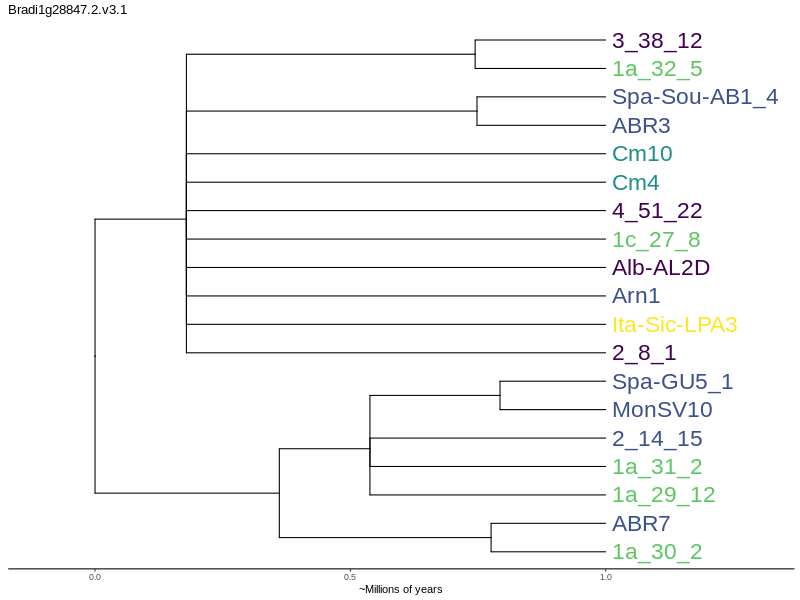 Bradi1g28847.2.v3.1
3_38_12
1a_32_5
Spa-Sou-AB1_4
ABR3
Cm10
Cm4
4_51_22
1c_27_8
Alb-AL2D
Arn1
Ita-Sic-LPA3
2_8_1
Spa-GU5_1
MonSV10
2_14_15
1a_31_2
1a_29_12
ABR7
1a_30_2
0.0 0.5 1.0
~Millions of years